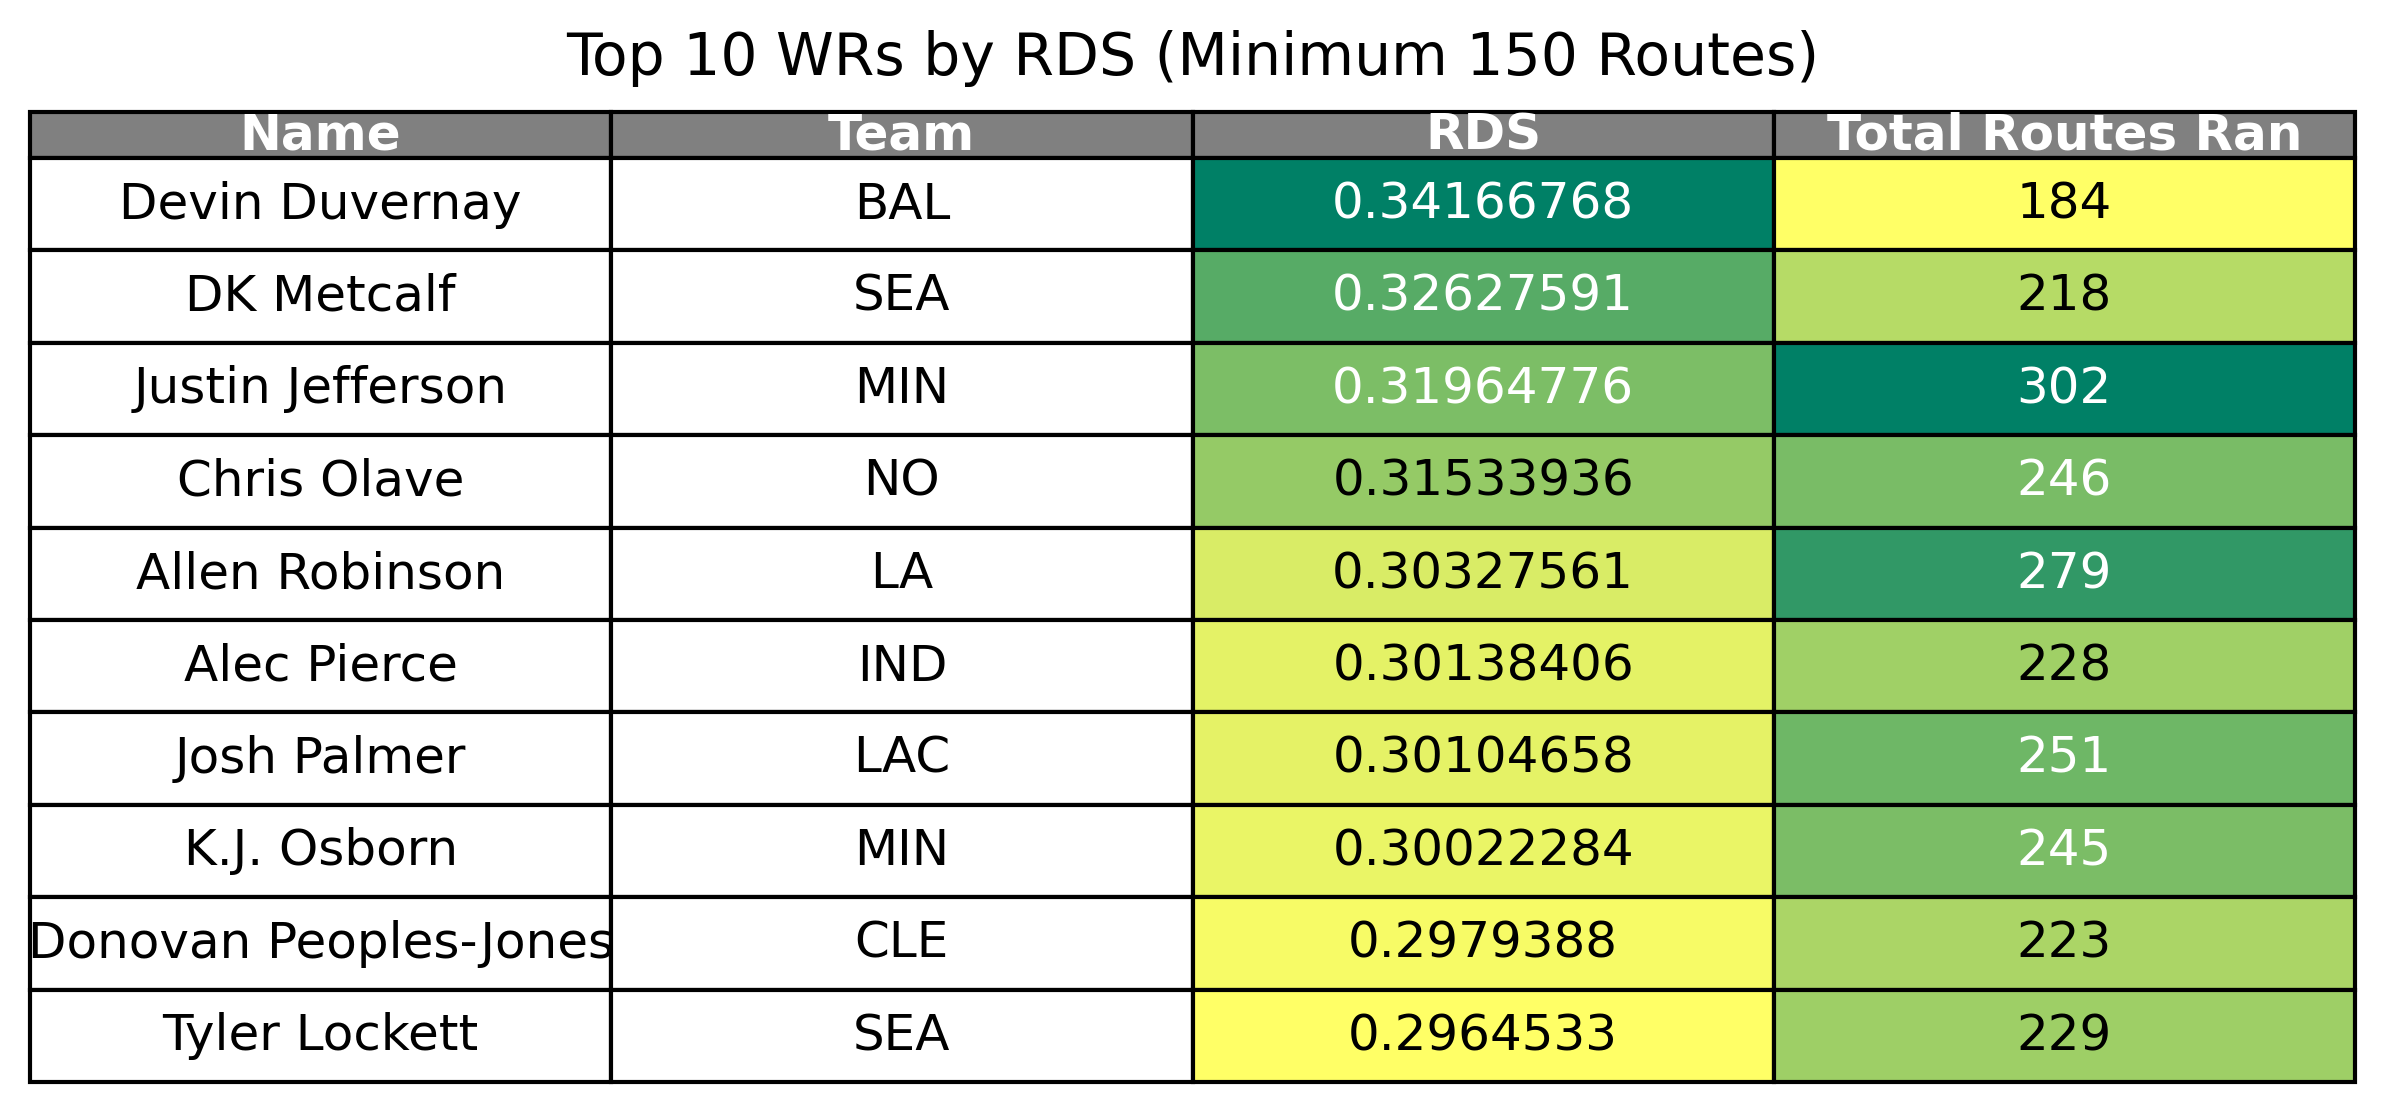 Top 10 WRs by RDS (Minimum 150 Routes)
Name Team RDS Total Routes Ran
Devin Duvernay BAL 0.34166768 184
DK Metcalf SEA 0.32627591 218
Justin Jefferson MIN 0.31964776 302
Chris Olave NO 0.31533936 246
Allen Robinson LA 0.30327561 279
Alec Pierce IND 0.30138406 228
Josh Palmer LAC 0.30104658 251
K.J. Osborn MIN 0.30022284 245
Donovan Peoples-Jones CLE 0.2979388 223
Tyler Lockett SEA 0.2964533 229